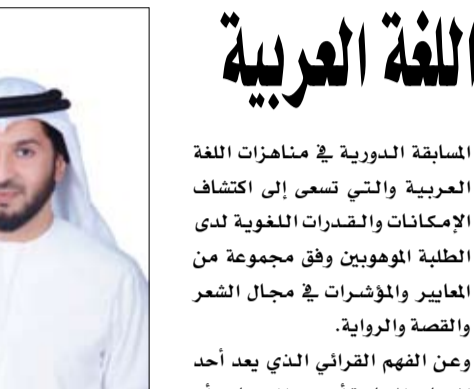 اللغة العربية
المسابقة الدورية في مناهزات اللغة
العربية والتي تسعى إلى اكتشاف
الإمكانات والقدرات اللغوية لدى
الطلبة الموهوبين وفق مجموعة من
المعايير والمؤشرات في مجال الشعر
والقصة والرواية.
وعن الفهم القرائي الذي يعد أحد